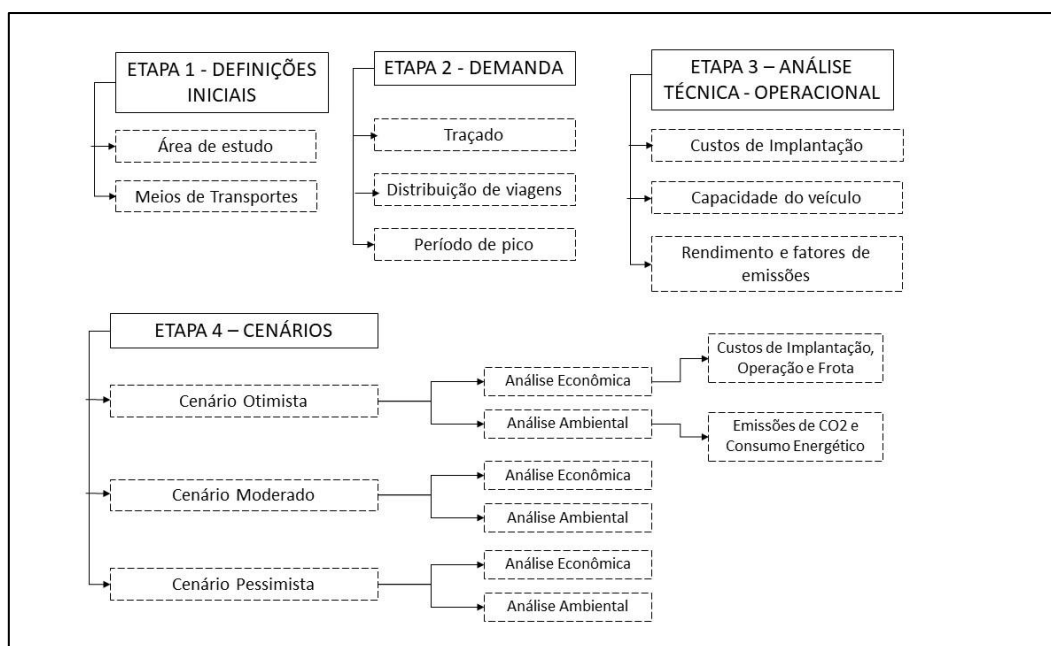 ETAPA 1 - DEFINIÇÕES
INICIAIS
Área de estudo
Meios de Transportes
ETAPA 2 - DEMANDA
Traçado
Distribuição de viagens
Período de pico
ETAPA 3 – ANÁLISE
TÉCNICA - OPERACIONAL
Custos de Implantação
Capacidade do veículo
Rendimento e fatores de
emissões
ETAPA 4 – CENÁRIOS
Cenário Otimista
Análise Econômica
Custos de Implantação,
Operação e Frota
Análise Ambiental
Emissões de CO2 e
Consumo Energético
Cenário Moderado
Análise Econômica
Análise Ambiental
Cenário Pessimista
Análise Econômica
Análise Ambiental